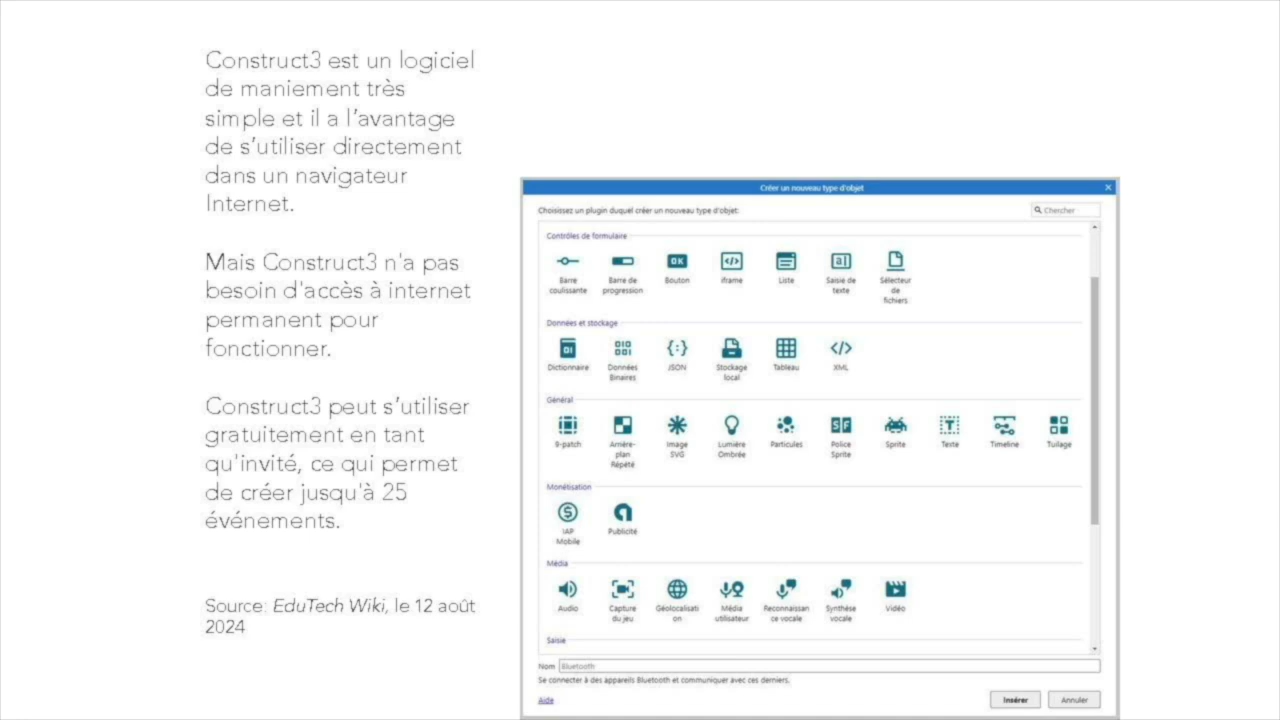 Construct3 est un logiciel
de maniement très
simple et il a l’avantage
de s’utiliser directement
dans un navigateur
Internet.
Mais Construct3 n'a pas
besoin d'accès à internet
permanent pour
fonctionner.
Construct3 peut s’utiliser
gratuitement en tant
qu'invité, ce qui permet
de créer jusqu'à 25
événements.
Source: EduTech Wiki, le 12 août
2024
Créer un nouveau type d'objet
Choisissez un plugin duquel créer un nouveau type d'objet:
Chercher
Contrôles de formulaire
Barre
coulissante
Barre de
progression
Bouton
iframe
Liste
Saisie de
texte
Sélecteur
de
fichiers
Données et stockage
Dictionnaire
Données
Binaires
JSON
Stockage
local
Tableau
XML
Général
9-patch
Arrière-
plan
Répété
Image
SVG
Lumière
Ombrée
Particules
Police
Sprite
Sprite
Texte
Timeline
Tuilage
Monétisation
IAP
Mobile
Publicité
Média
Audio
Capture
du jeu
Géolocalisati
on
Média
utilisateur
Reconnaissan
ce vocale
Synthèse
vocale
Vidéo
Saisie
Nom Bluetooth
Se connecter à des appareils Bluetooth et communiquer avec ces derniers.
Aide
Insérer
Annuler